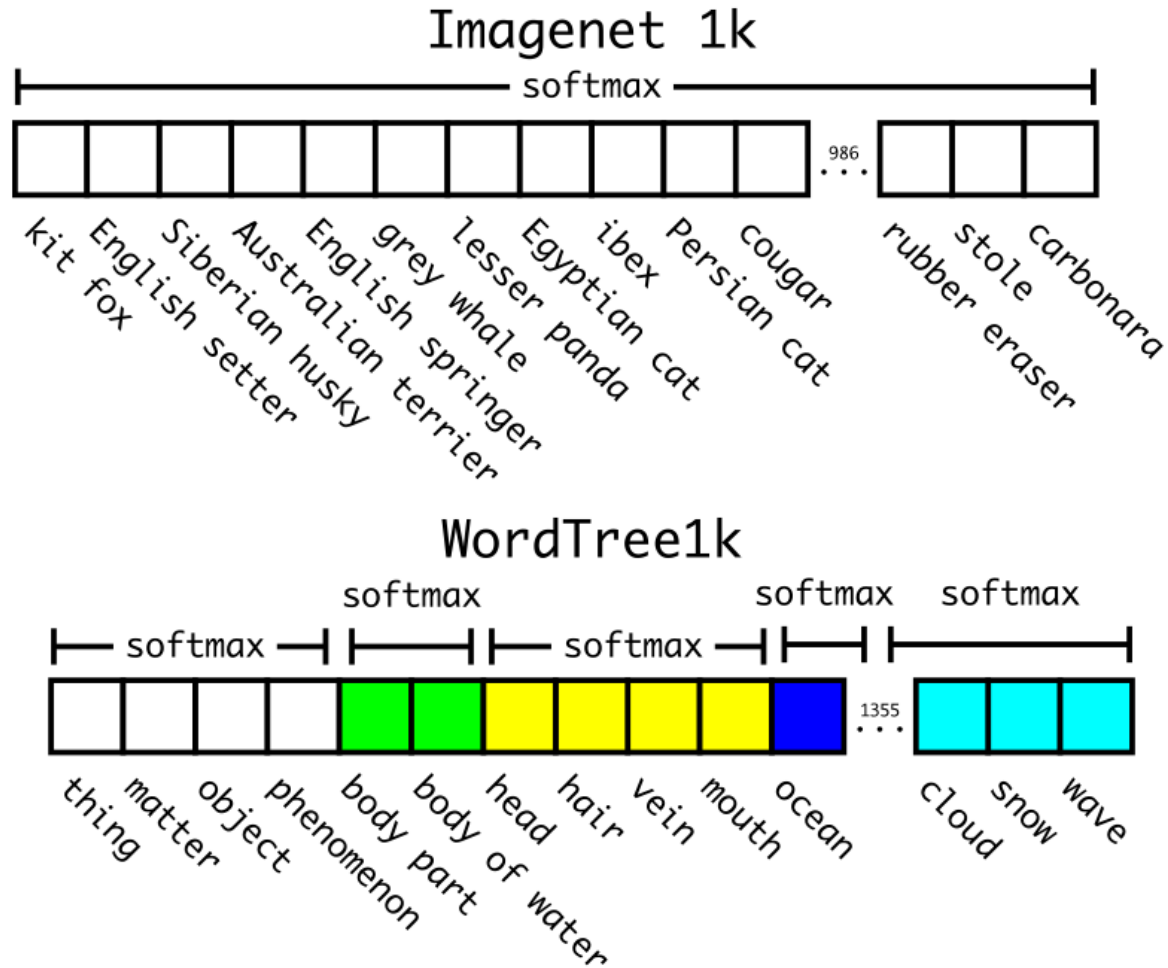 Imagenet 1k
softmax
986
...
kit fox
English setter
Siberian husky
Australian terrier
English springer
grey whale
lesser panda
Egyptian cat
ibex
Persian cat
cougar
rubber eraser
stole
carbonara
WordTree1k
softmax
softmax
softmax
softmax
softmax
1355
...
thing
matter
object
phenomenon
body part
body of water
head
hair
vein
mouth
ocean
cloud
snow
wave